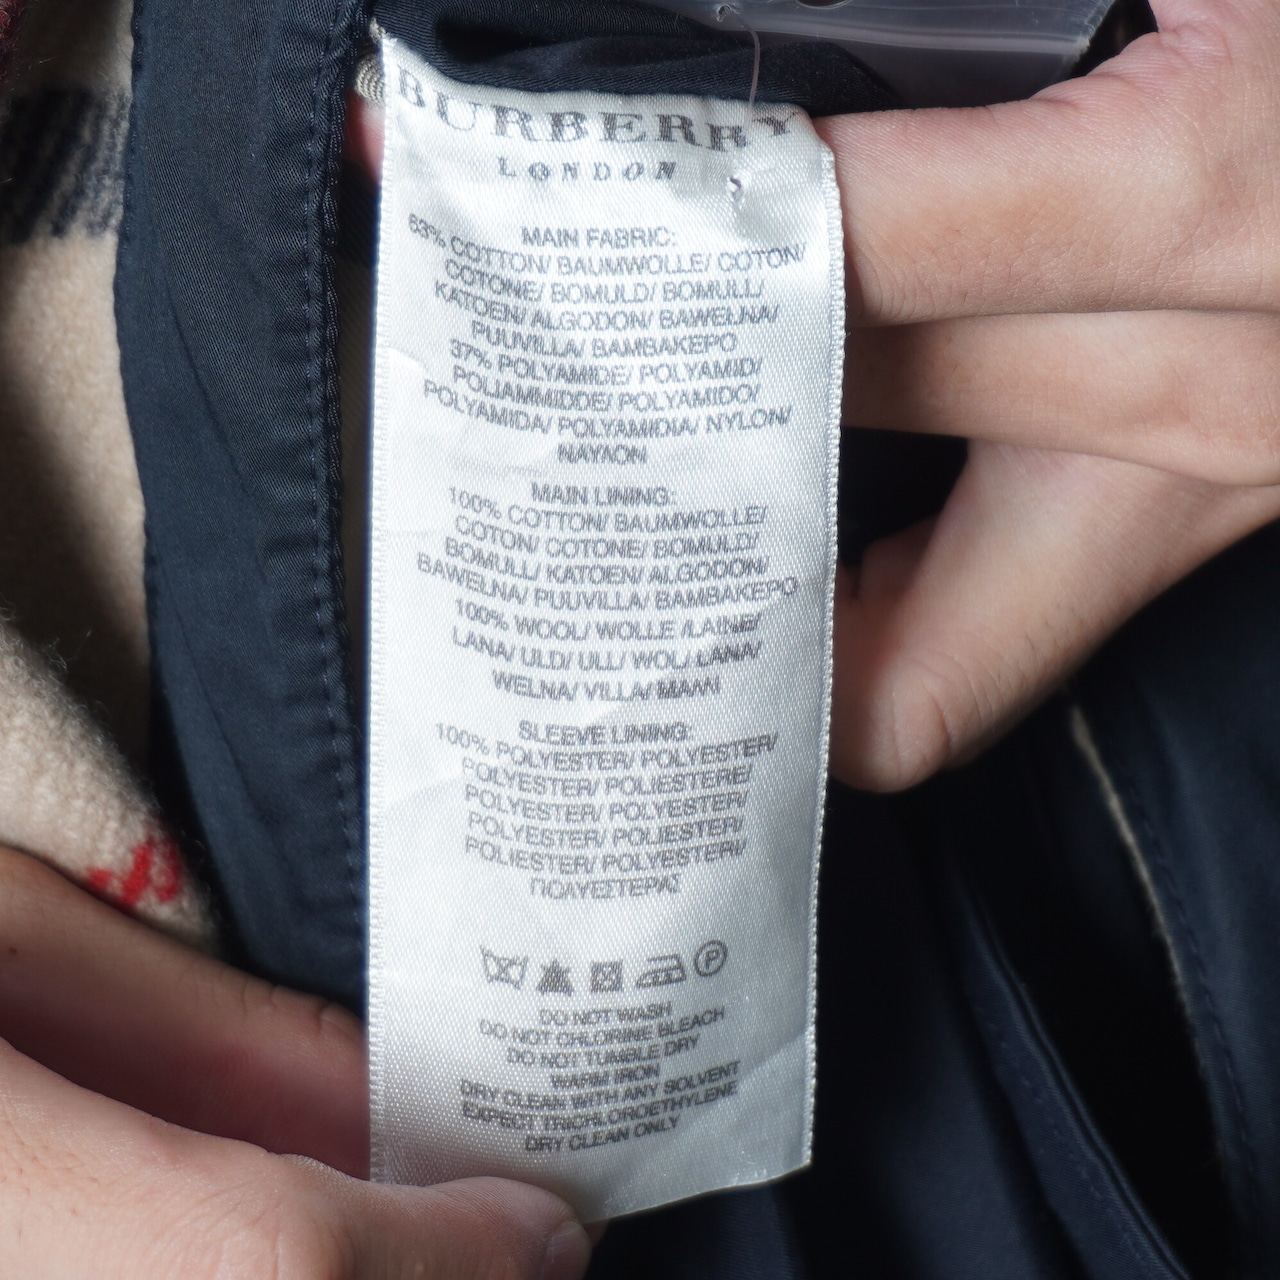 BURBERRY
LONDON
MAIN FABRIC:
63% COTTON/ BAUMWOLLE/ COTON/
COTONE/ BOMULD/ BOMULL/
KATOEN/ ALGODON/ BAWEŁNA/
PUUVILLA/ BAMBAKEPO
37% POLYAMIDE/ POLYAMID/
POLIAMMIDDE/ POLYAMIDO/
POLYAMIDA/ POLYAMIDIA/ NYLON/
NAYΛON
MAIN LINING:
100% COTTON/ BAUMWOLLE/
COTON/ COTONE/ BOMULD/
BOMULL/ KATOEN/ ALGODON/
BAWELNA/ PUUVILLA/ BAMBAKEPO
100% WOOL/ WOLLE /LAINE/
LANA/ ULD/ ULL/ WOL/ LANA/
WELNA/ VILLA/ ΜΑΛΛΙ
SLEEVE LINING:
100% POLYESTER/ POLYESTER/
POLYESTER/ POLIESTERE/
POLYESTER/ POLYESTER/
POLYESTER/ POLIESTER/
POLIESTER/ POLYESTERI/
ΠΟΛΥΕΣΤΕΡΑΣ
P
DO NOT WASH
DO NOT CHLORINE BLEACH
DO NOT TUMBLE DRY
WARM IRON
DRY CLEAN WITH ANY SOLVENT
EXPECT TRICHLOROETHYLENE
DRY CLEAN ONLY